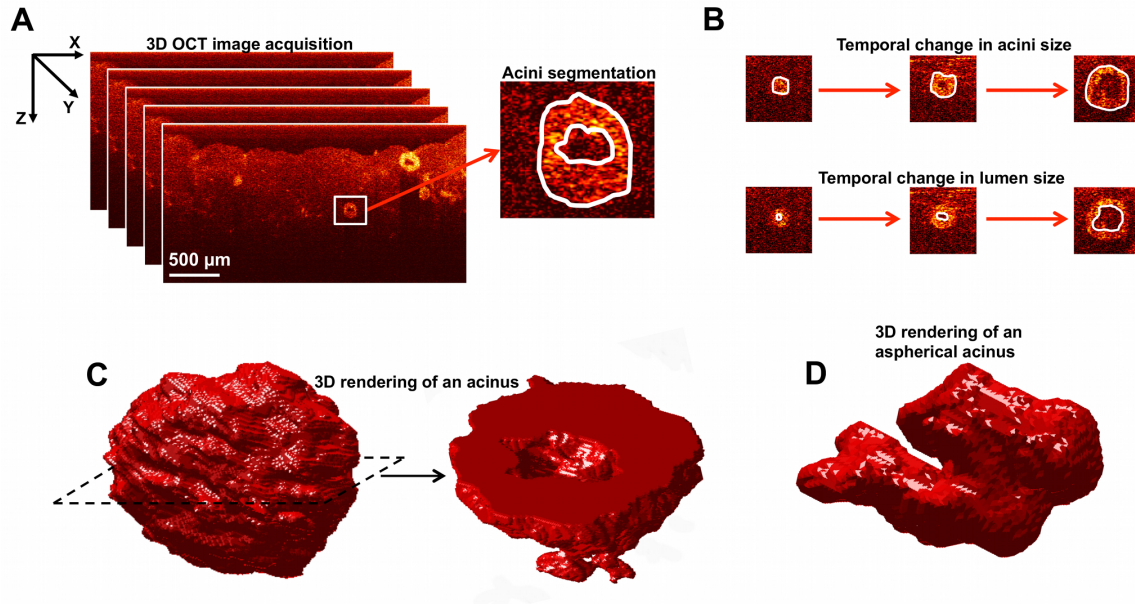 A
3D OCT image acquisition
X
Y
Z
Acini segmentation
500 µm
B
Temporal change in acini size
Temporal change in lumen size
C
3D rendering of an acinus
D
3D rendering of an
aspherical acinus